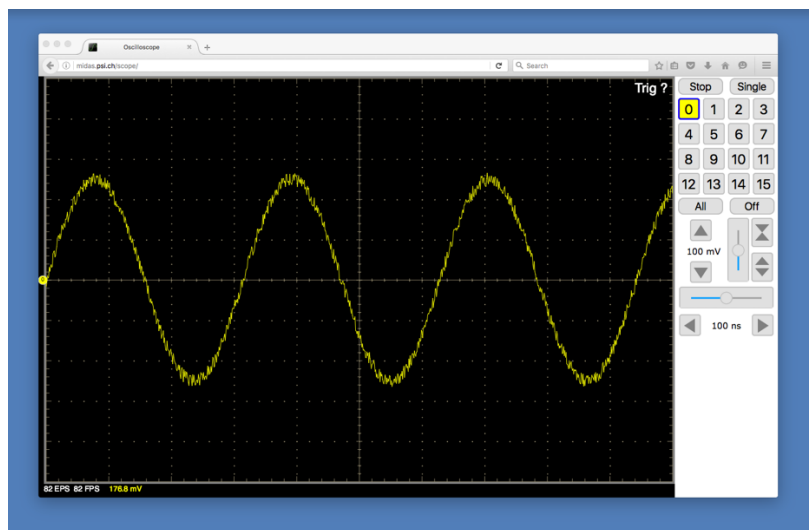 Oscilloscope
midas.psi.ch/scope/
Search
Trig ?
Stop Single
0 1 2 3
4 5 6 7
8 9 10 11
12 13 14 15
All Off
100 mV
100 ns
82 EPS 82 FPS 176.8 mV